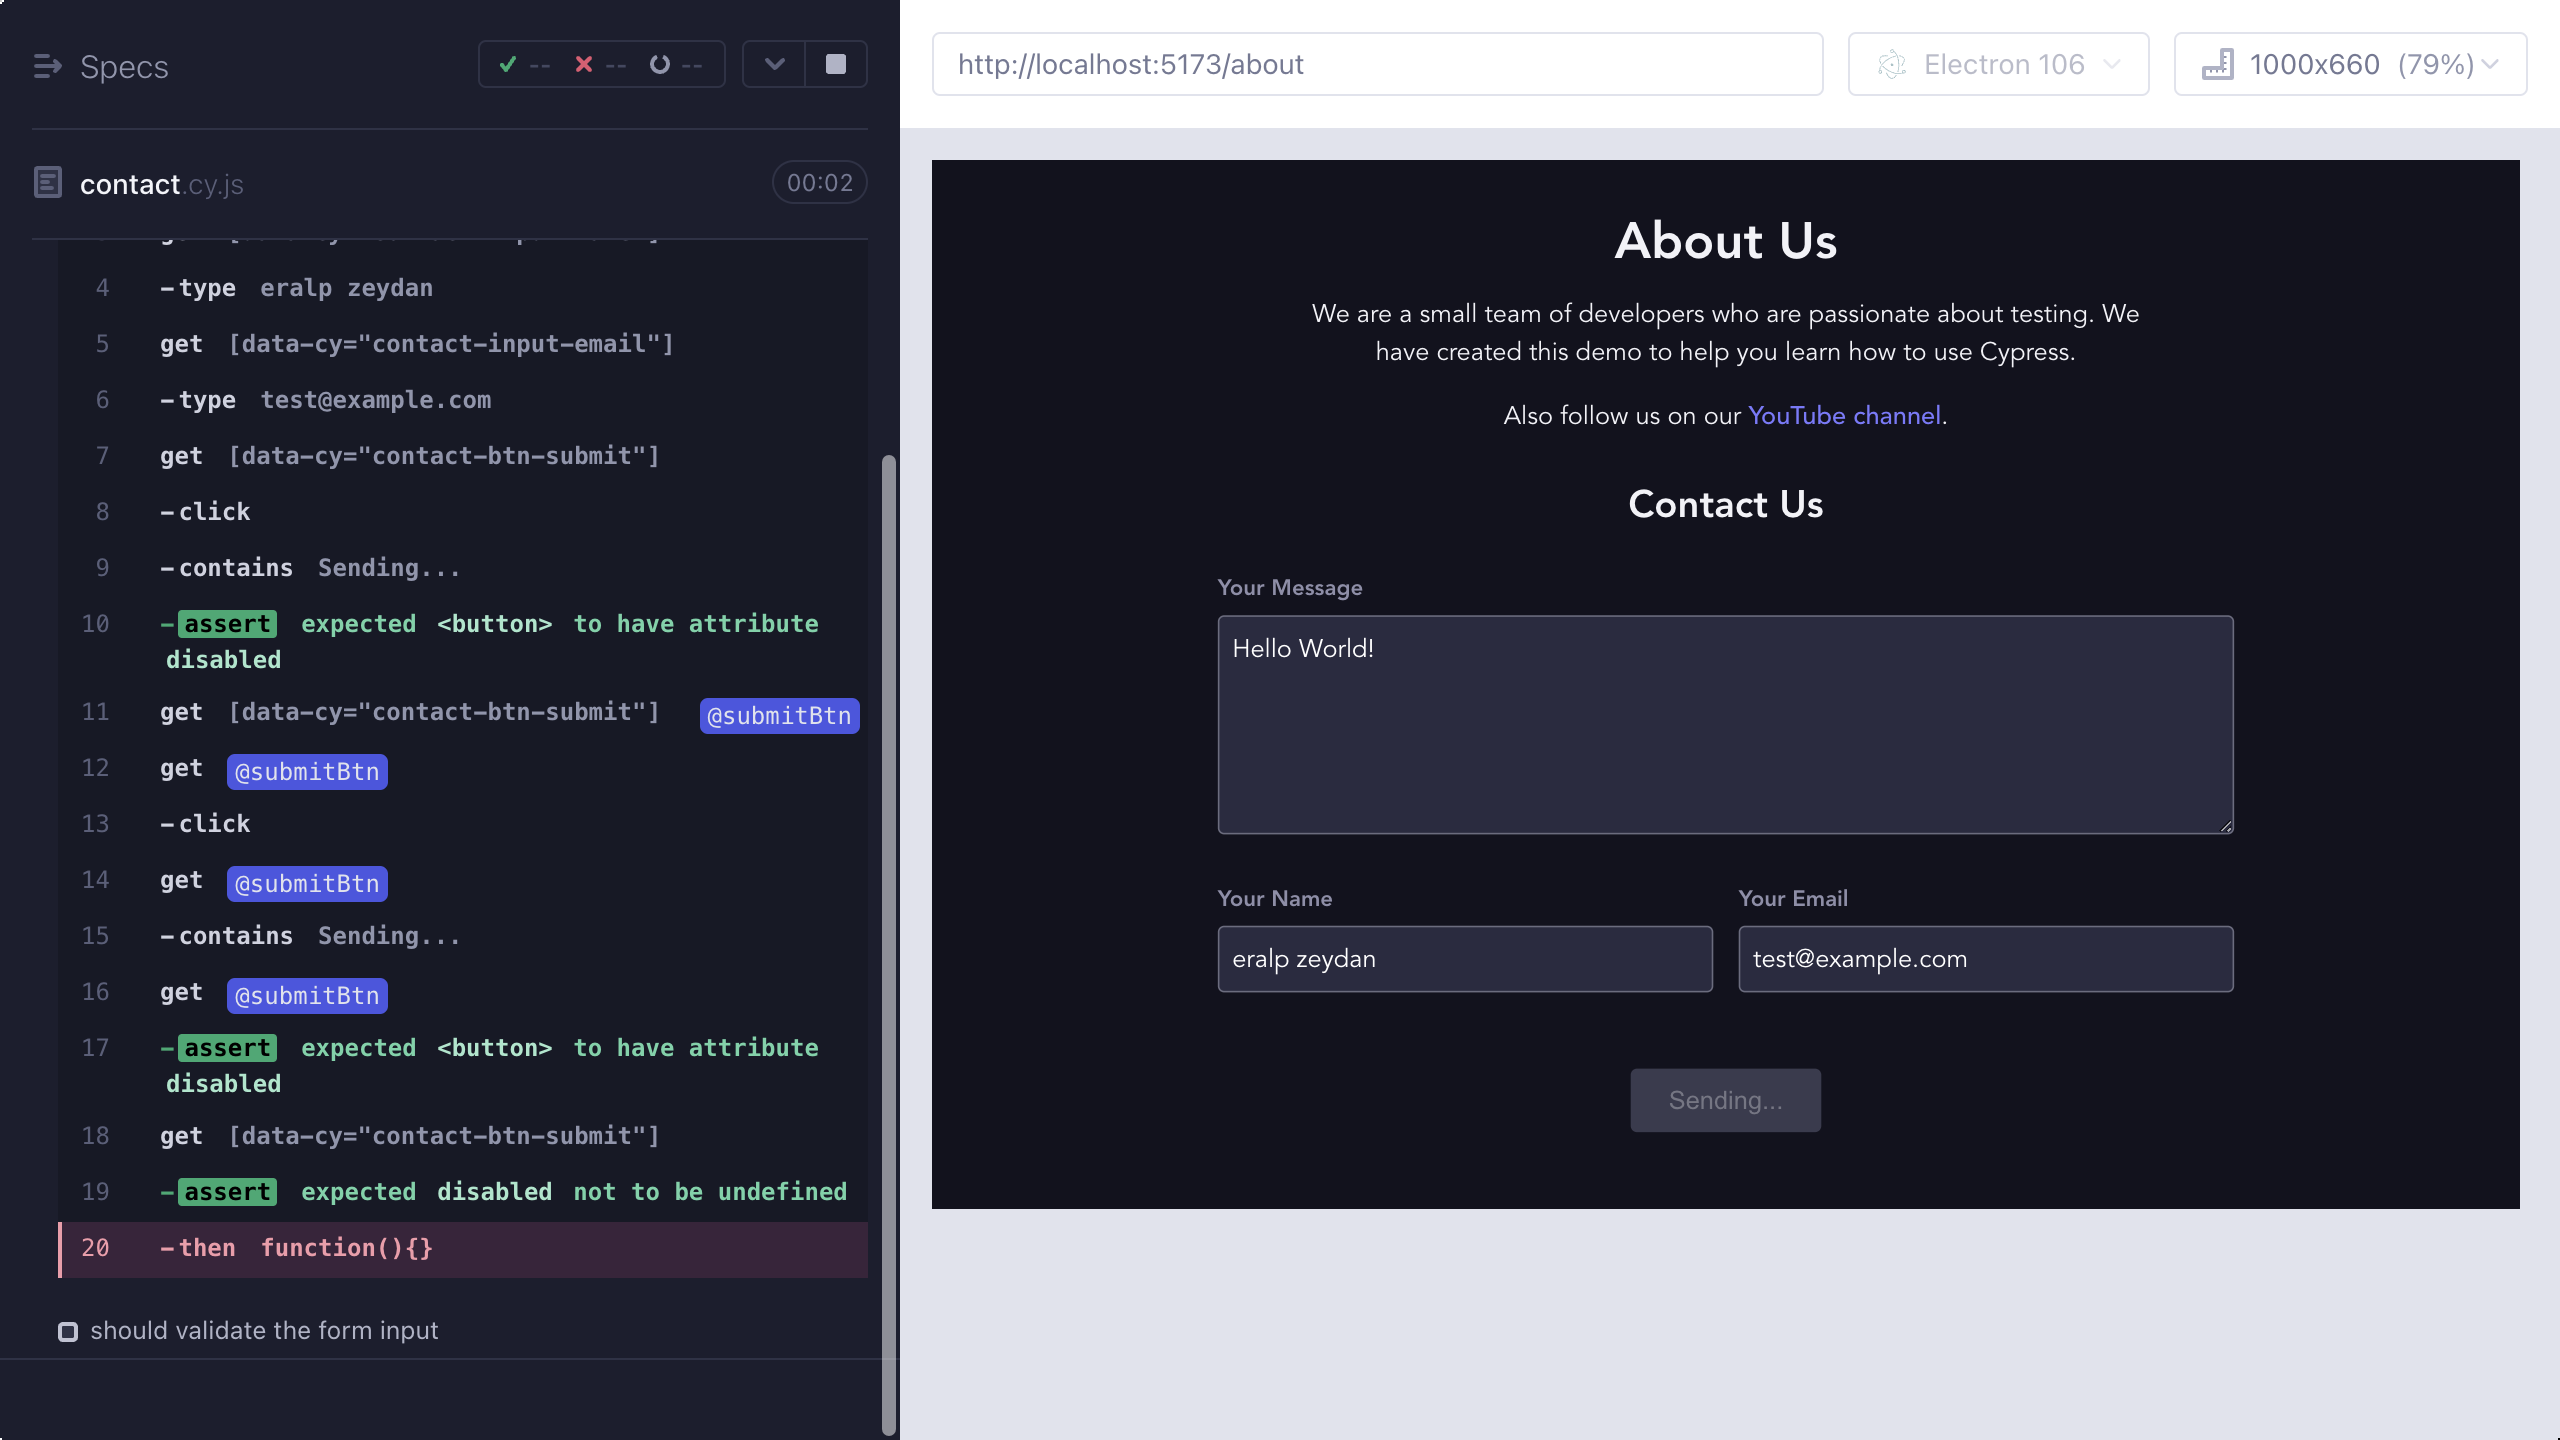 Specs
-- -- --
contact.cy.js
00:02
4 -type eralp zeydan
5 get [data-cy="contact-input-email"]
6 -type test@example.com
7 get [data-cy="contact-btn-submit"]
8 -click
9 -contains Sending...
10 -assert expected <button> to have attribute
disabled
11 get [data-cy="contact-btn-submit"] @submitBtn
12 get @submitBtn
13 -click
14 get @submitBtn
15 -contains Sending...
16 get @submitBtn
17 -assert expected <button> to have attribute
disabled
18 get [data-cy="contact-btn-submit"]
19 -assert expected disabled not to be undefined
20 -then function(){}
should validate the form input
http://localhost:5173/about
Electron 106
1000x660 (79%)
About Us
We are a small team of developers who are passionate about testing. We
have created this demo to help you learn how to use Cypress.
Also follow us on our YouTube channel.
Contact Us
Your Message
Hello World!
Your Name
Your Email
eralp zeydan
test@example.com
Sending...